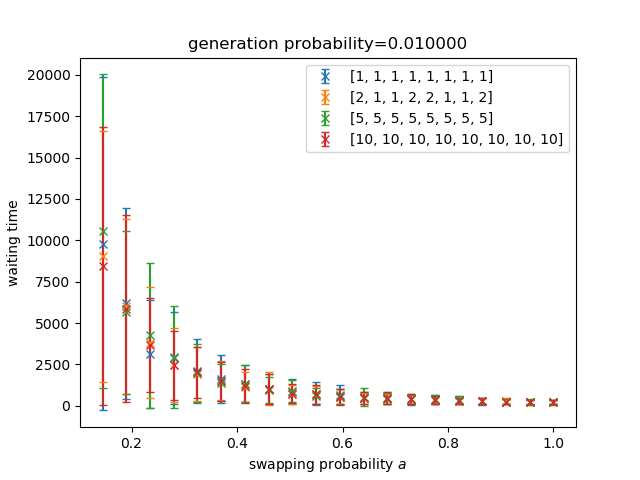 generation probability=0.010000
20000
17500
15000
12500
10000
7500
5000
2500
0
waiting time
[1, 1, 1, 1, 1, 1, 1, 1]
[2, 1, 1, 2, 2, 1, 1, 2]
[5, 5, 5, 5, 5, 5, 5, 5]
[10, 10, 10, 10, 10, 10, 10, 10]
0.2 0.4 0.6 0.8 1.0
swapping probability a